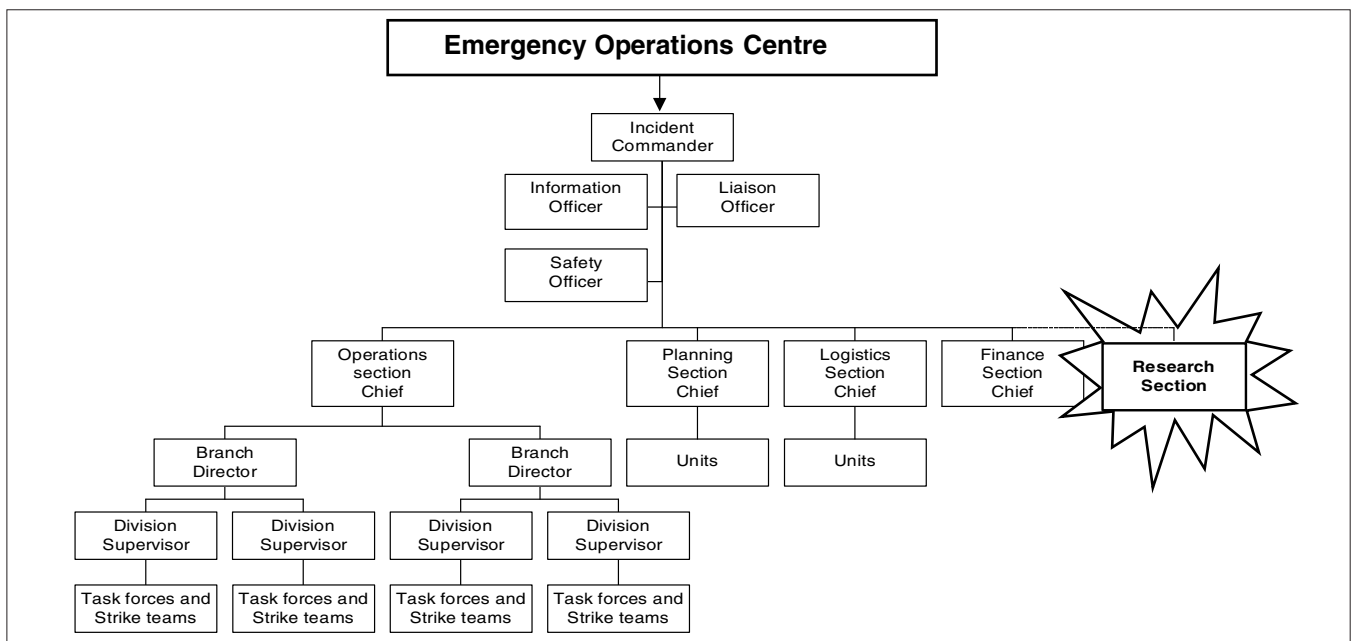 Emergency Operations Centre
Incident
Commander
Information
Officer
Liaison
Officer
Safety
Officer
Operations
section
Chief
Planning
Section
Chief
Logistics
Section
Chief
Finance
Section
Chief
Research
Section
Branch
Director
Branch
Director
Units
Units
Division
Supervisor
Division
Supervisor
Division
Supervisor
Division
Supervisor
Task forces and
Strike teams
Task forces and
Strike teams
Task forces and
Strike teams
Task forces and
Strike teams